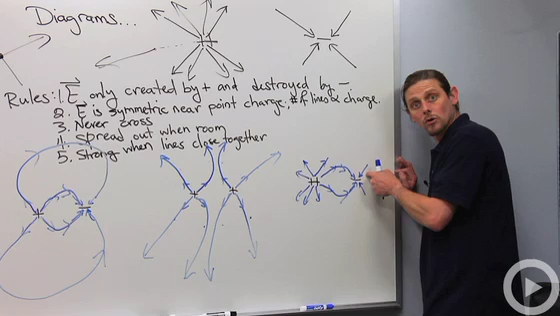 Diagrams...
Rules: 1. E only created by + and destroyed by -
2. E is symmetric near point charge, # of lines ∝ charge.
3. Never cross
4. Spread out when room
5. Strong when lines close together